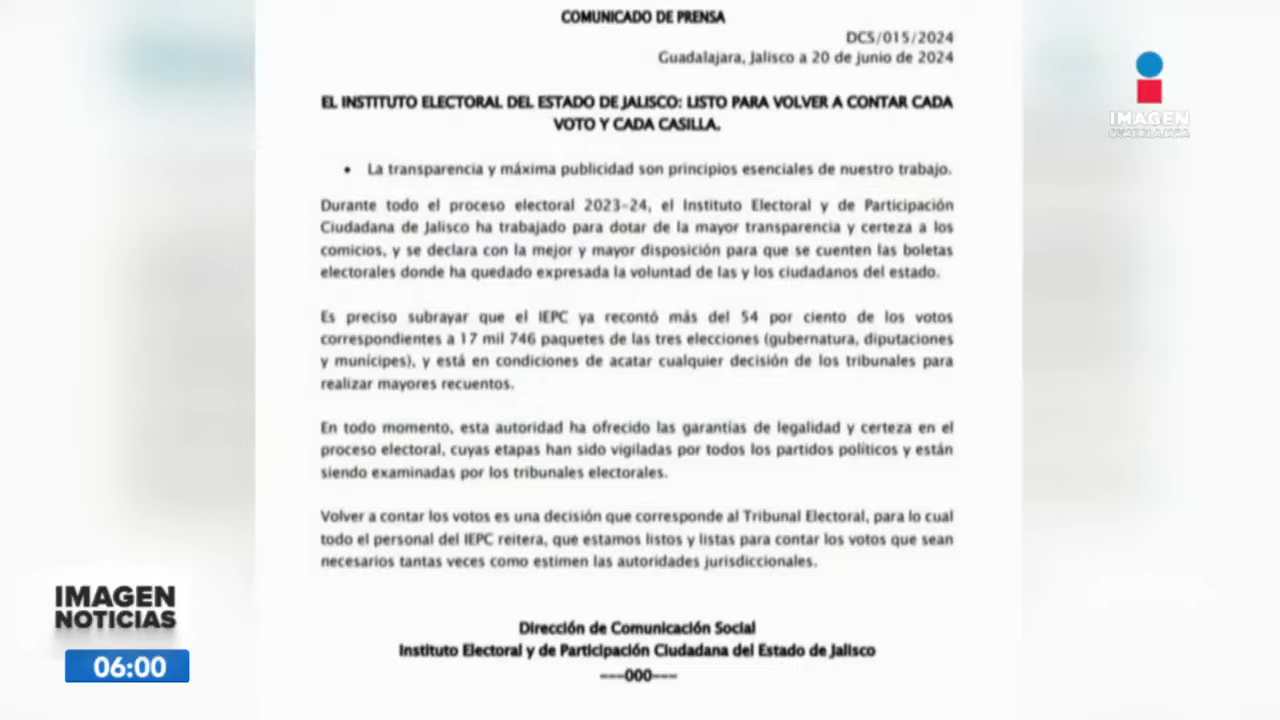 COMUNICADO DE PRENSA
DCS/015/2024
Guadalajara, Jalisco a 20 de junio de 2024
EL INSTITUTO ELECTORAL DEL ESTADO DE JALISCO: LISTO PARA VOLVER A CONTAR CADA
VOTO Y CADA CASILLA.
• La transparencia y máxima publicidad son principios esenciales de nuestro trabajo.
Durante todo el proceso electoral 2023-24, el Instituto Electoral y de Participación
Ciudadana de Jalisco ha trabajado para dotar de la mayor transparencia y certeza a los
comicios, y se declara con la mejor y mayor disposición para que se cuenten las boletas
electorales donde ha quedado expresada la voluntad de las y los ciudadanos del estado.
Es preciso subrayar que el IEPC ya recontó más del 54 por ciento de los votos
correspondientes a 17 mil 746 paquetes de las tres elecciones (gubernatura, diputaciones
y munícipes), y está en condiciones de acatar cualquier decisión de los tribunales para
realizar mayores recuentos.
En todo momento, esta autoridad ha ofrecido las garantías de legalidad y certeza en el
proceso electoral, cuyas etapas han sido vigiladas por todos los partidos políticos y están
siendo examinadas por los tribunales electorales.
Volver a contar los votos es una decisión que corresponde al Tribunal Electoral, para lo cual
todo el personal del IEPC reitera, que estamos listos y listas para contar los votos que sean
necesarios tantas veces como estimen las autoridades jurisdiccionales.
Dirección de Comunicación Social
Instituto Electoral y de Participación Ciudadana del Estado de Jalisco
---000---
IMAGEN
GUADALAJARA
IMAGEN
NOTICIAS
06:00